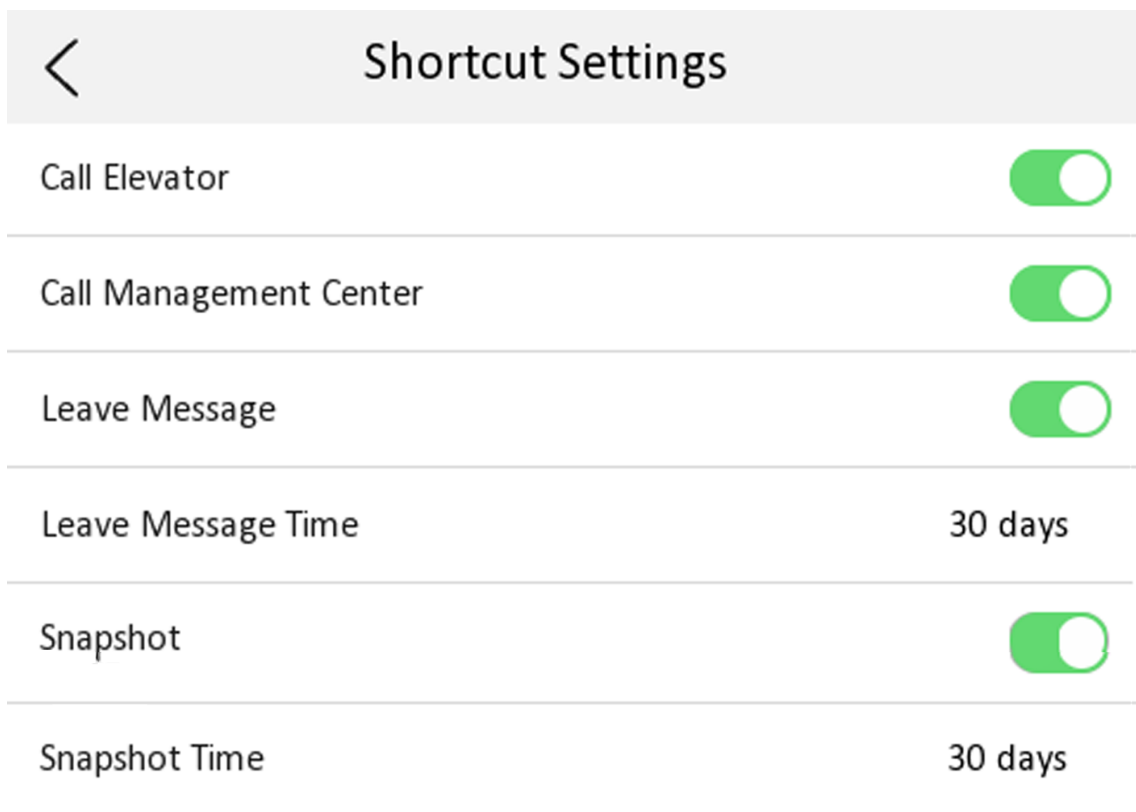 Shortcut Settings
Call Elevator
Call Management Center
Leave Message
Leave Message Time 30 days
Snapshot
Snapshot Time 30 days